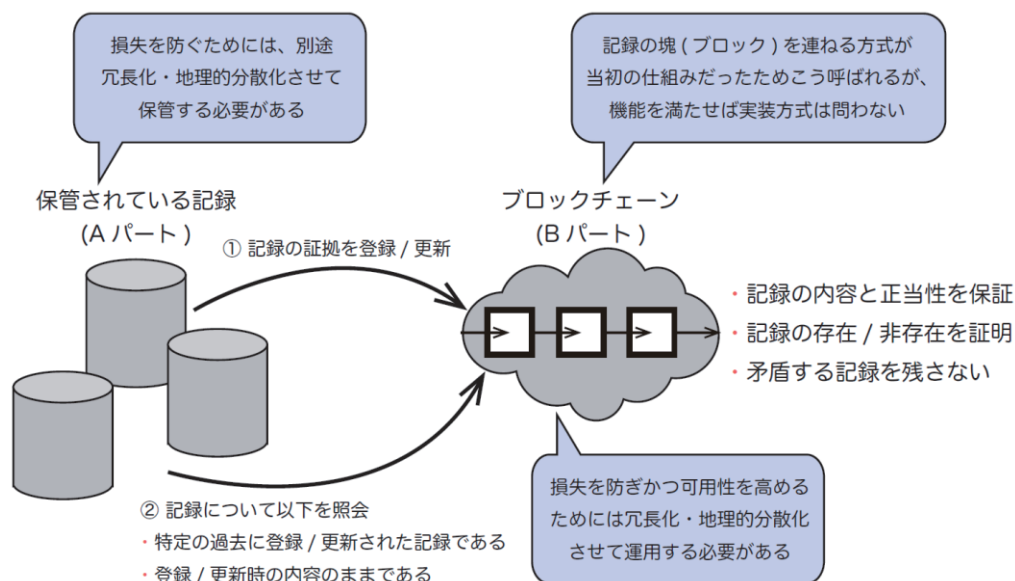 損失を防ぐためには、別途
冗長化・地理的分散化させて
保管する必要がある
記録の塊 ( ブロック ) を連ねる方式が
当初の仕組みだったためこう呼ばれるが、
機能を満たせば実装方式は問わない
保管されている記録
(A パート )
ブロックチェーン
(B パート )
① 記録の証拠を登録 / 更新
・記録の内容と正当性を保証
・記録の存在 / 非存在を証明
・矛盾する記録を残さない
② 記録について以下を照会
・特定の過去に登録 / 更新された記録である
・登録 / 更新時の内容のままである
損失を防ぎかつ可用性を高める
ためには冗長化・地理的分散化
させて運用する必要がある